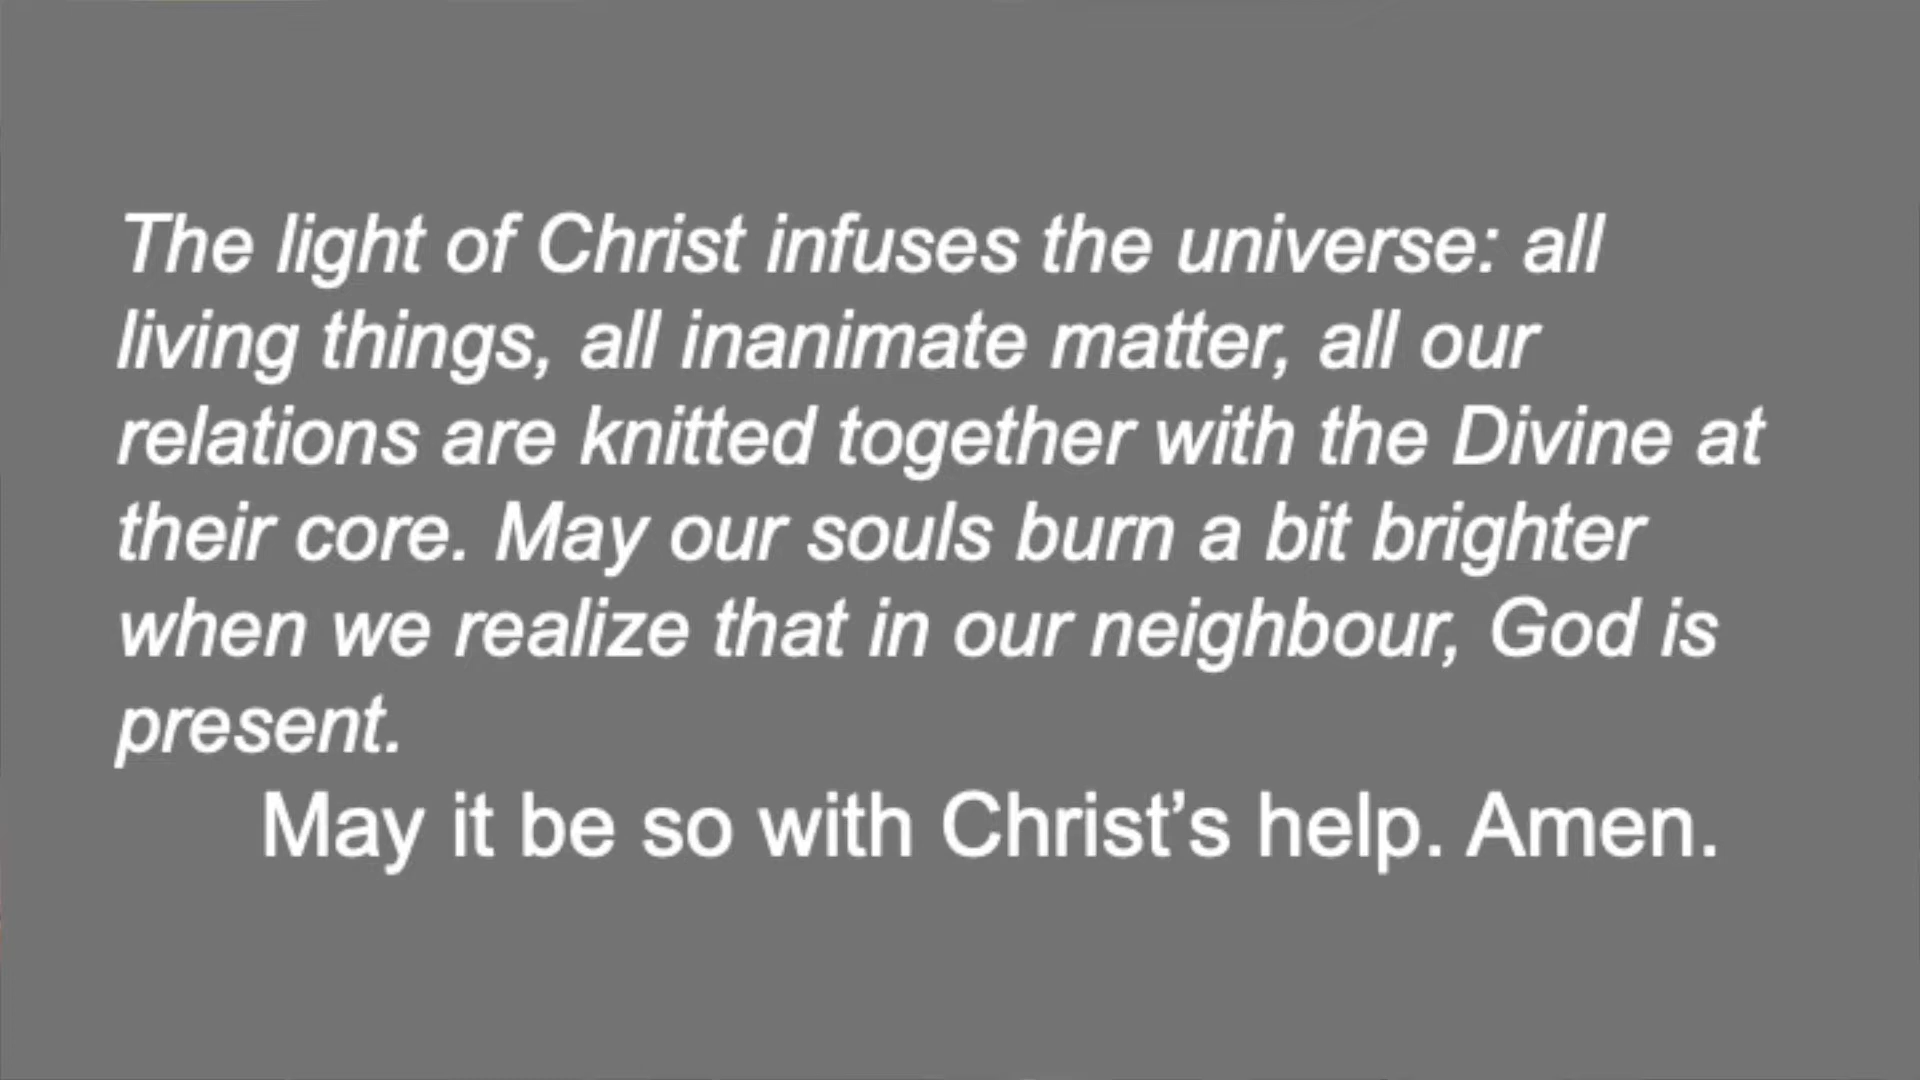 The light of Christ infuses the universe: all
living things, all inanimate matter, all our
relations are knitted together with the Divine at
their core. May our souls burn a bit brighter
when we realize that in our neighbour, God is
present.
May it be so with Christ’s help. Amen.